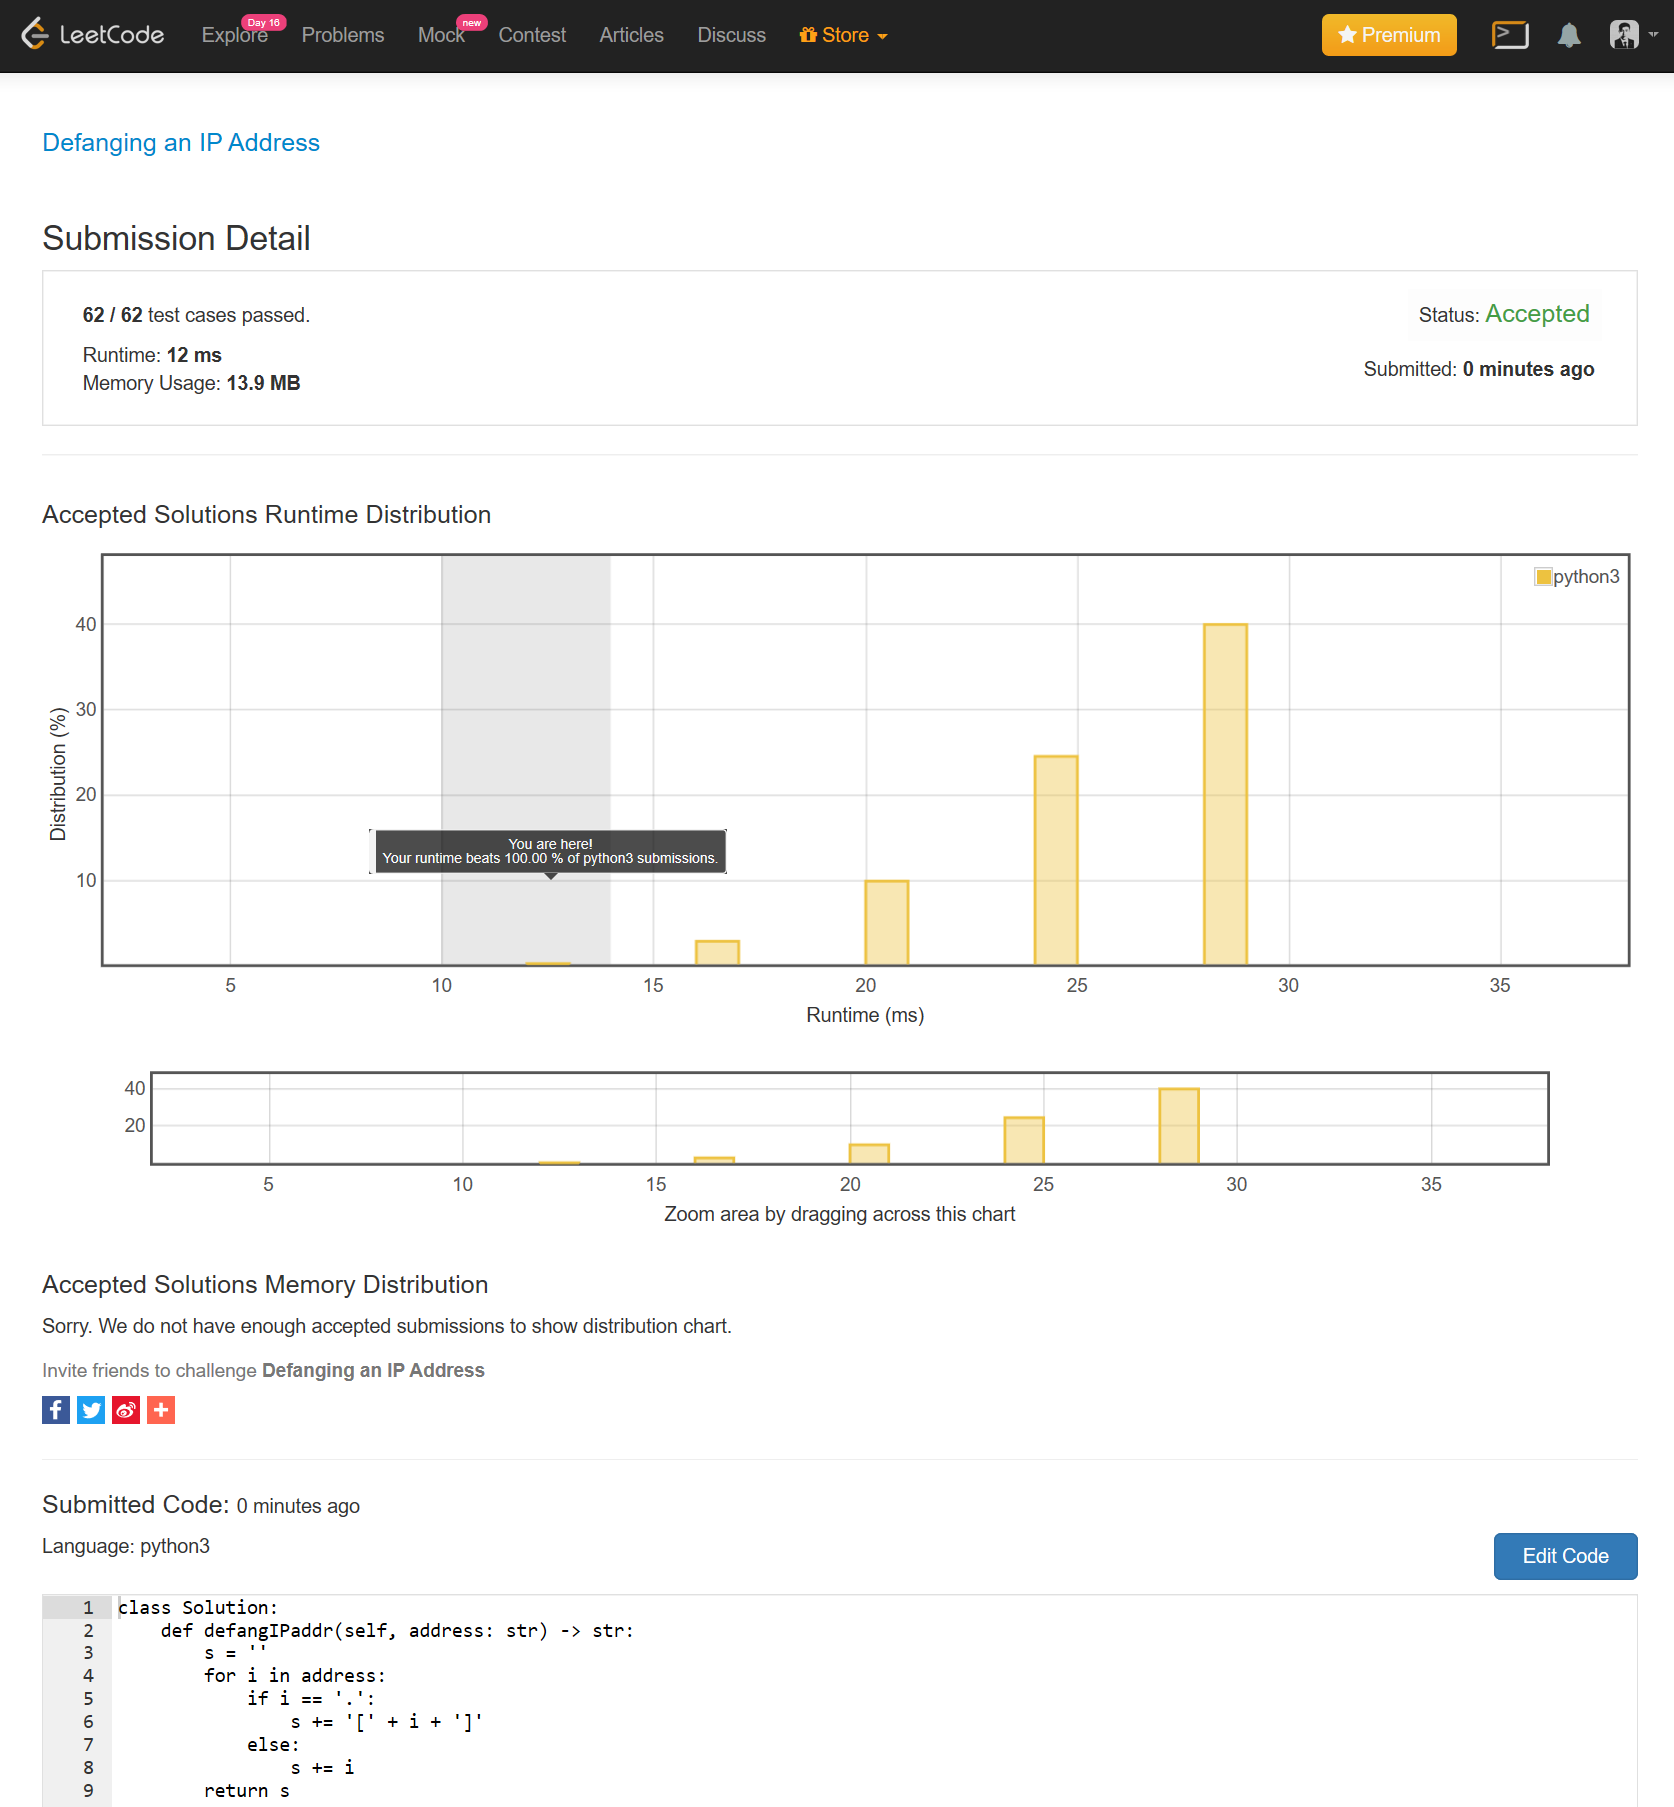 LeetCode Explore Day 16 Problems Mock new Contest Articles Discuss Store Premium
Defanging an IP Address
Submission Detail
62 / 62 test cases passed.
Status: Accepted
Runtime: 12 ms
Submitted: 0 minutes ago
Memory Usage: 13.9 MB
Accepted Solutions Runtime Distribution
python3
40
30
20
10
Distribution (%)
You are here!
Your runtime beats 100.00 % of python3 submissions.
5 10 15 20 25 30 35
Runtime (ms)
40
20
5 10 15 20 25 30 35
Zoom area by dragging across this chart
Accepted Solutions Memory Distribution
Sorry. We do not have enough accepted submissions to show distribution chart.
Invite friends to challenge Defanging an IP Address
Submitted Code: 0 minutes ago
Language: python3
Edit Code
1 class Solution:
2     def defangIPaddr(self, address: str) -> str:
3         s = ''
4         for i in address:
5             if i == '.':
6                 s += '[' + i + ']'
7             else:
8                 s += i
9         return s